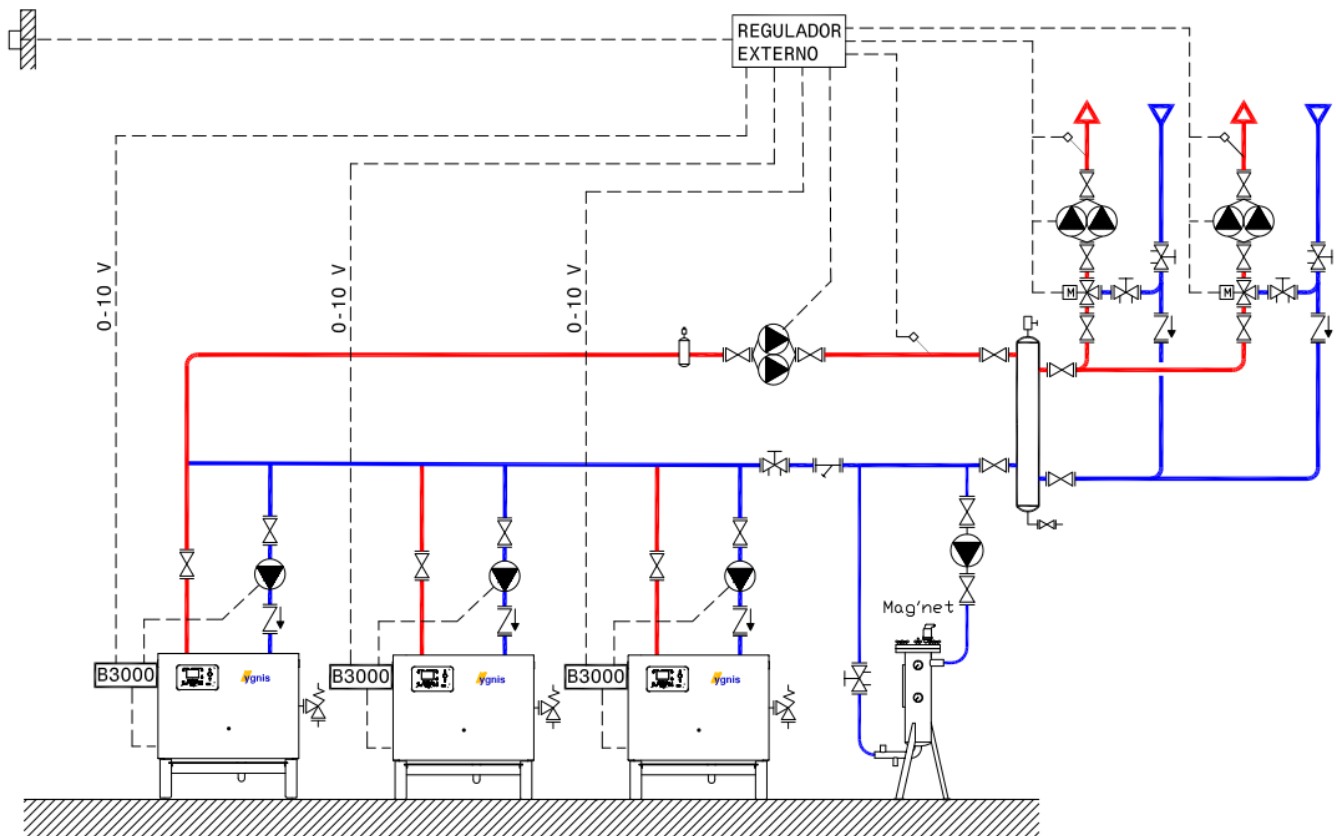 REGULADOR
EXTERNO
0-10 V
0-10 V
0-10 V
M
M
Mag'net
B3000
ygnis
B3000
ygnis
B3000
ygnis